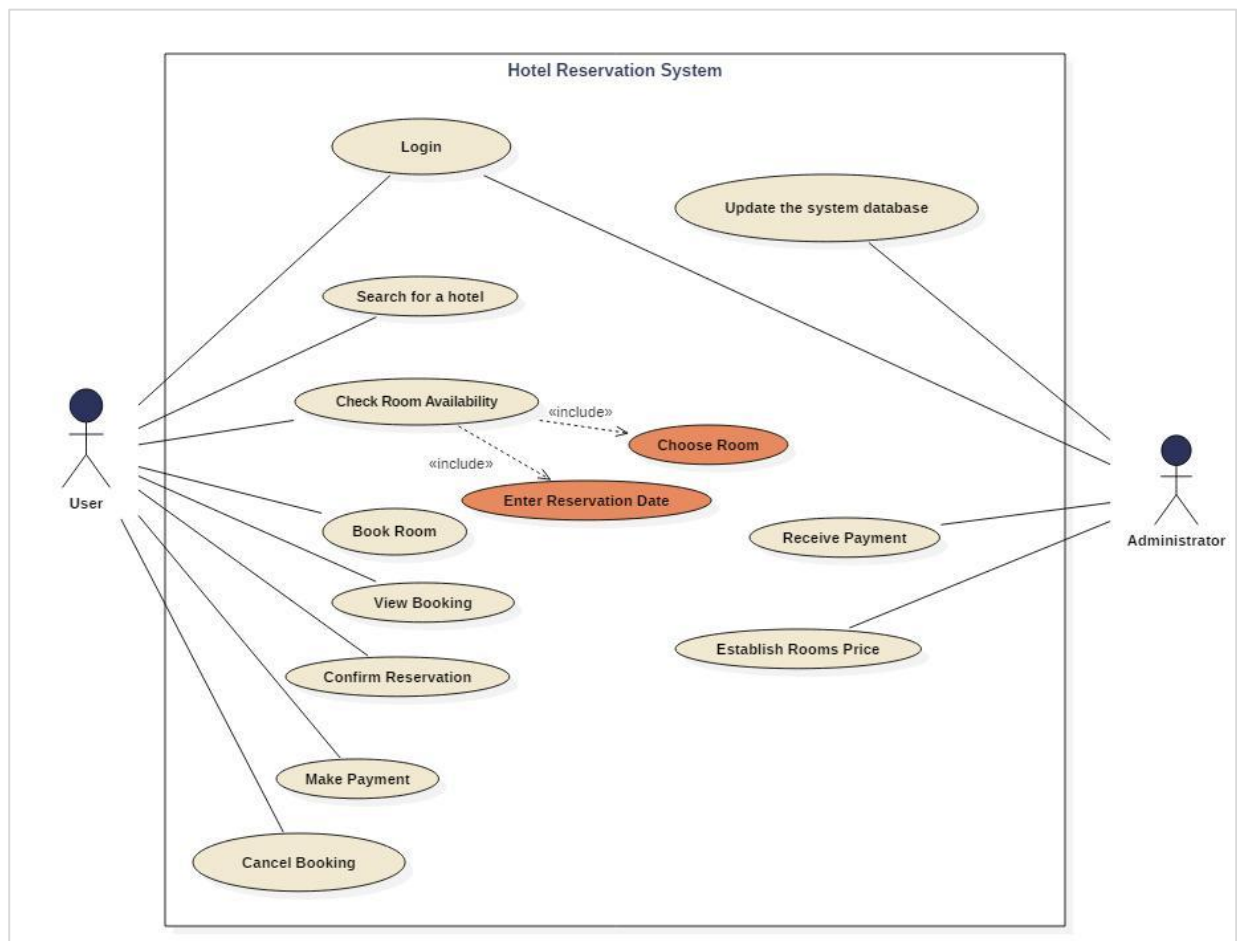 Hotel Reservation System
Login
Update the system database
Search for a hotel
Check Room Availability
«include»
Choose Room
«include»
Enter Reservation Date
User
Book Room
Receive Payment
Administrator
View Booking
Establish Rooms Price
Confirm Reservation
Make Payment
Cancel Booking